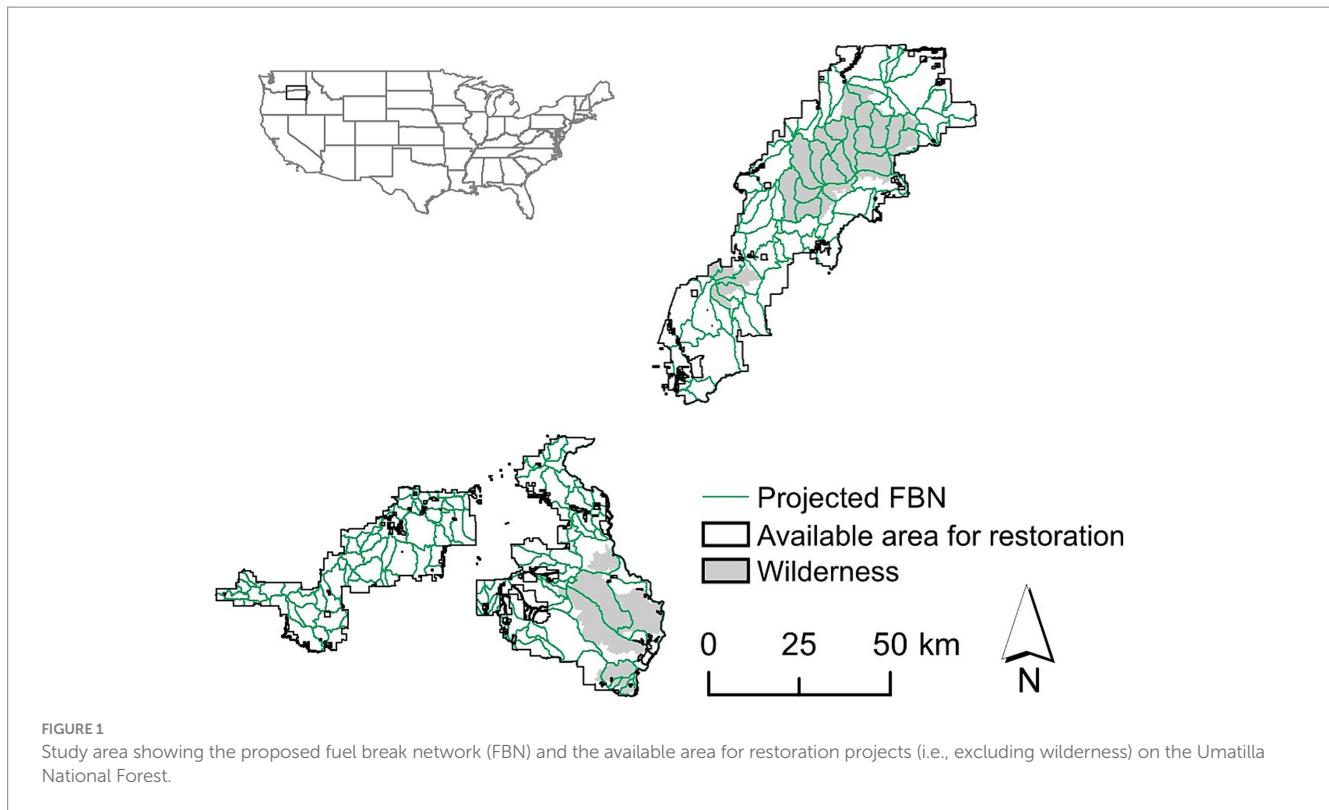 Projected FBN
Available area for restoration
Wilderness
0 25 50 km
N
FIGURE 1
Study area showing the proposed fuel break network (FBN) and the available area for restoration projects (i.e., excluding wilderness) on the Umatilla
National Forest.